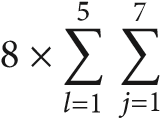 8 × ∑_{l=1}^{5} ∑_{j=1}^{7}